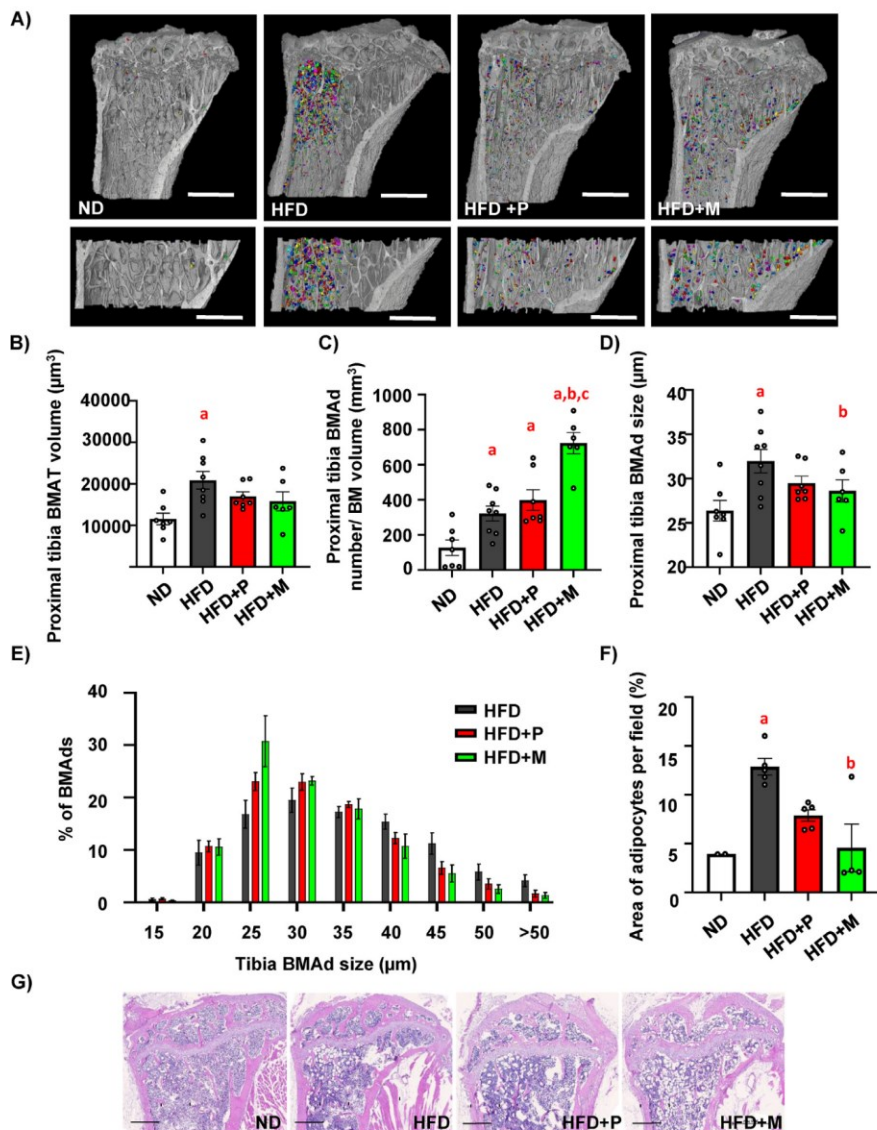 A)
ND
HFD
HFD +P
HFD+M
B)
Proximal tibia BMAT volume (µm³)
40000
30000
20000
10000
a
ND
HFD
HFD+P
HFD+M
C)
Proximal tibia BMAd
number/ BM volume (mm³)
1000
800
600
400
200
0
a
a
a,b,c
ND
HFD
HFD+P
HFD+M
D)
Proximal tibia BMAd size (µm)
40
35
30
25
20
a
b
ND
HFD
HFD+P
HFD+M
E)
% of BMAds
40
30
20
10
0
HFD
HFD+P
HFD+M
15 20 25 30 35 40 45 50 >50
Tibia BMAd size (µm)
F)
Area of adipocytes per field (%)
20
15
10
5
0
a
b
ND
HFD
HFD+P
HFD+M
G)
ND
HFD
HFD+P
HFD+M